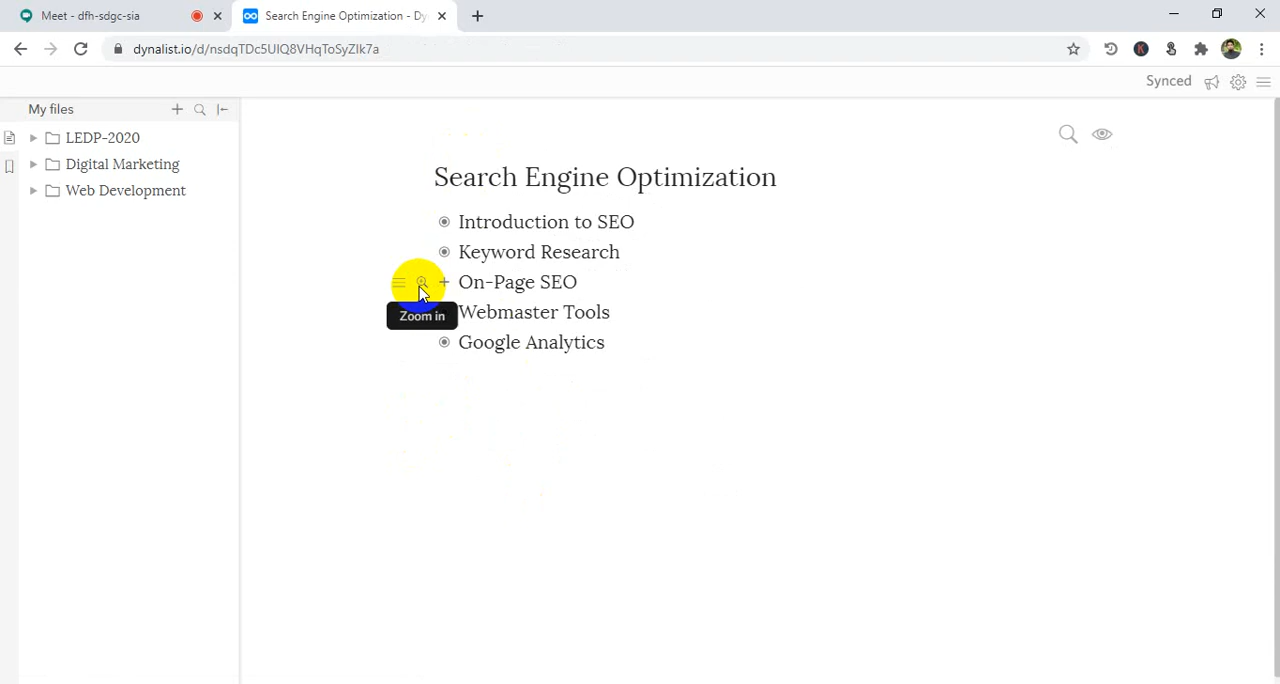 Meet - dfh-sdgc-sia
Search Engine Optimization - Dy
dynalist.io/d/nsdqTDc5UIQ8VHqToSyZIk7a
Synced
My files
LEDP-2020
Digital Marketing
Web Development
Search Engine Optimization
Introduction to SEO
Keyword Research
On-Page SEO
Zoom in
Webmaster Tools
Google Analytics